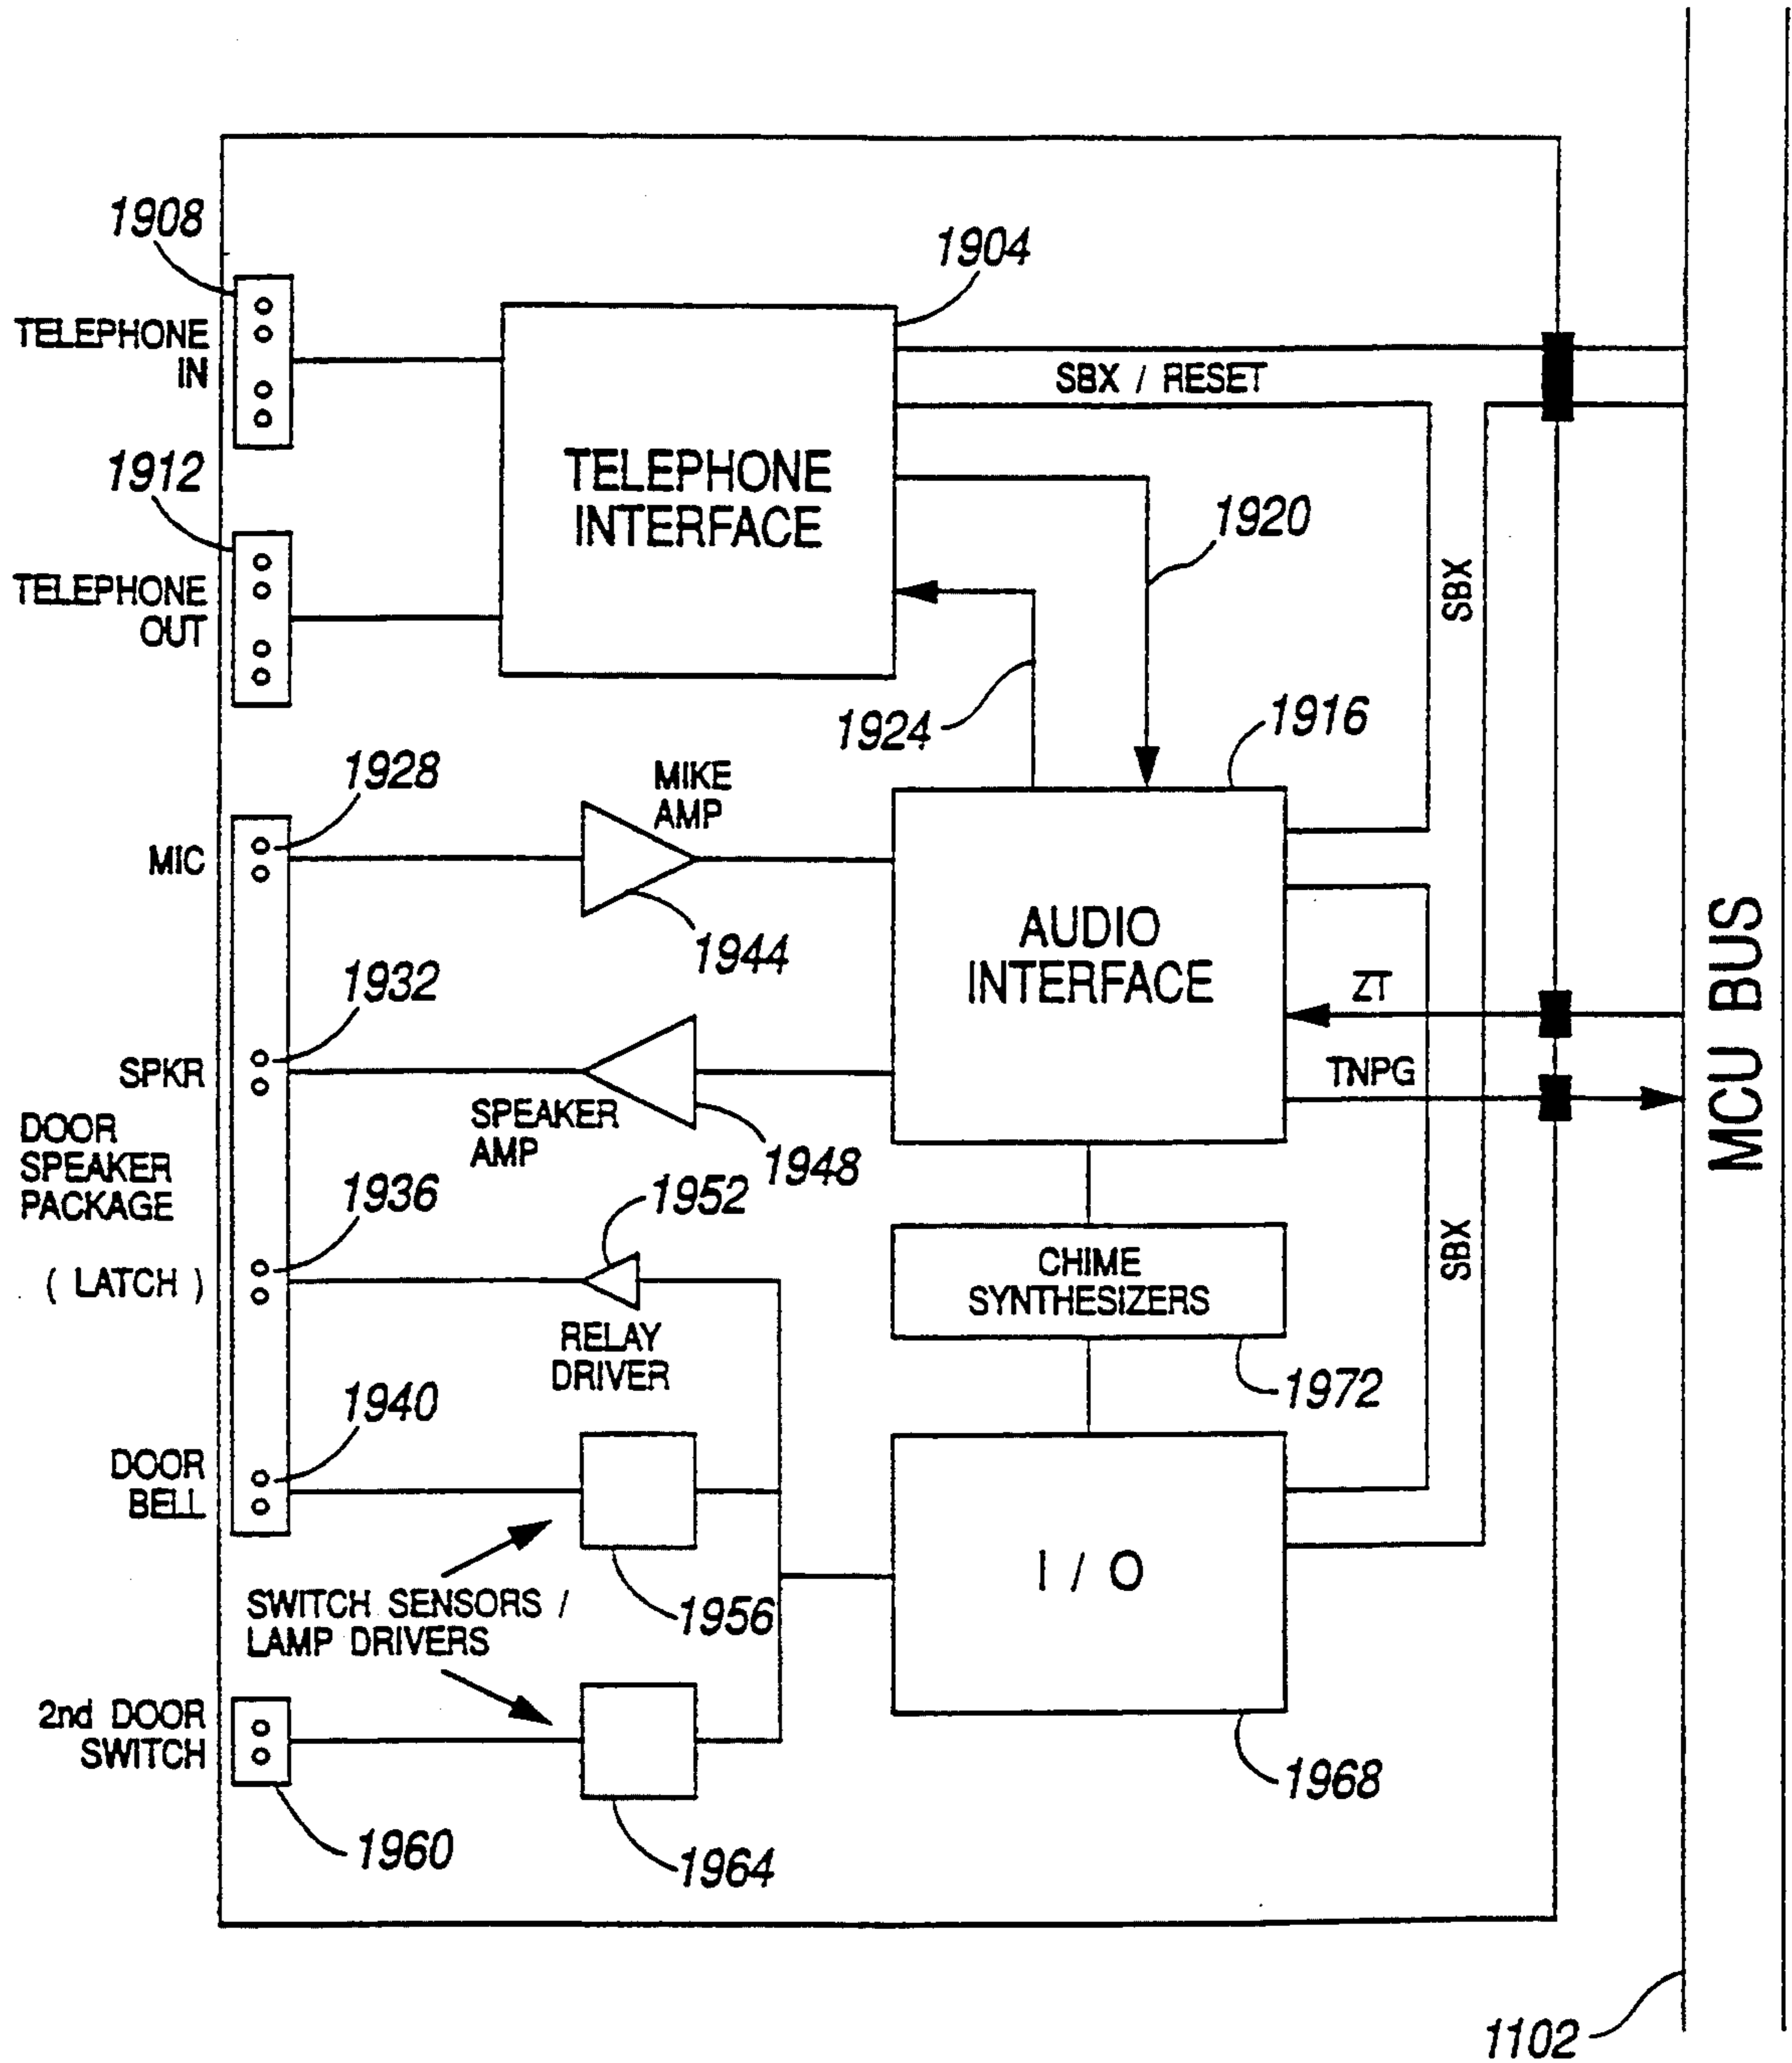 1908
1904
TELEPHONE
IN
SBX / RESET
1912
TELEPHONE
INTERFACE
1920
TELEPHONE
OUT
SBX
1924
1916
1928
MIKE
AMP
MIC
1944
AUDIO
INTERFACE
MCU BUS
1932
ZT
SPKR
TNPG
SPEAKER
AMP
1948
DOOR
SPEAKER
PACKAGE
1936
1952
SBX
( LATCH )
CHIME
SYNTHESIZERS
RELAY
DRIVER
1972
1940
DOOR
BELL
I / O
SWITCH SENSORS /
LAMP DRIVERS
1956
2nd DOOR
SWITCH
1968
1960
1964
1102